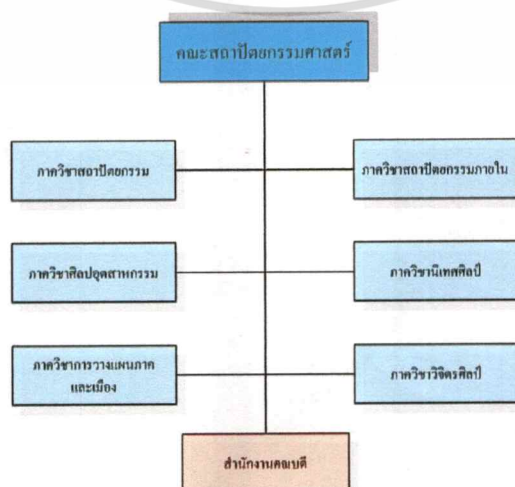 คณะสถาปัตยกรรมศาสตร์
ภาควิชาสถาปัตยกรรม
ภาควิชาสถาปัตยกรรมภายใน
ภาควิชาศิลปอุตสาหกรรม
ภาควิชานิเทศศิลป์
ภาควิชาการวางแผนภาค
และเมือง
ภาควิชาวิจิตรศิลป์
สำนักงานคณบดี